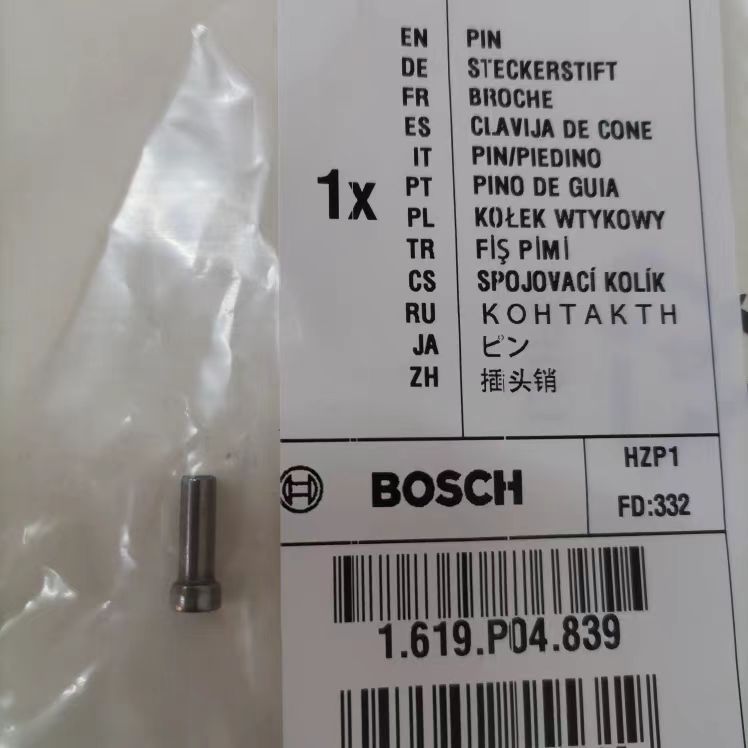 EN PIN
DE STECKERSTIFT
FR BROCHE
ES CLAVIJA DE CONE
IT PIN/PIEDINO
1x PT PINO DE GUIA
PL KOŁEK WTYKOWY
TR FİŞ PİMİ
CS SPOJOVACÍ KOLÍK
RU КОНТАКТН
JA ピン
ZH 插头销
BOSCH
HZP1
FD:332
1.619.P04.839